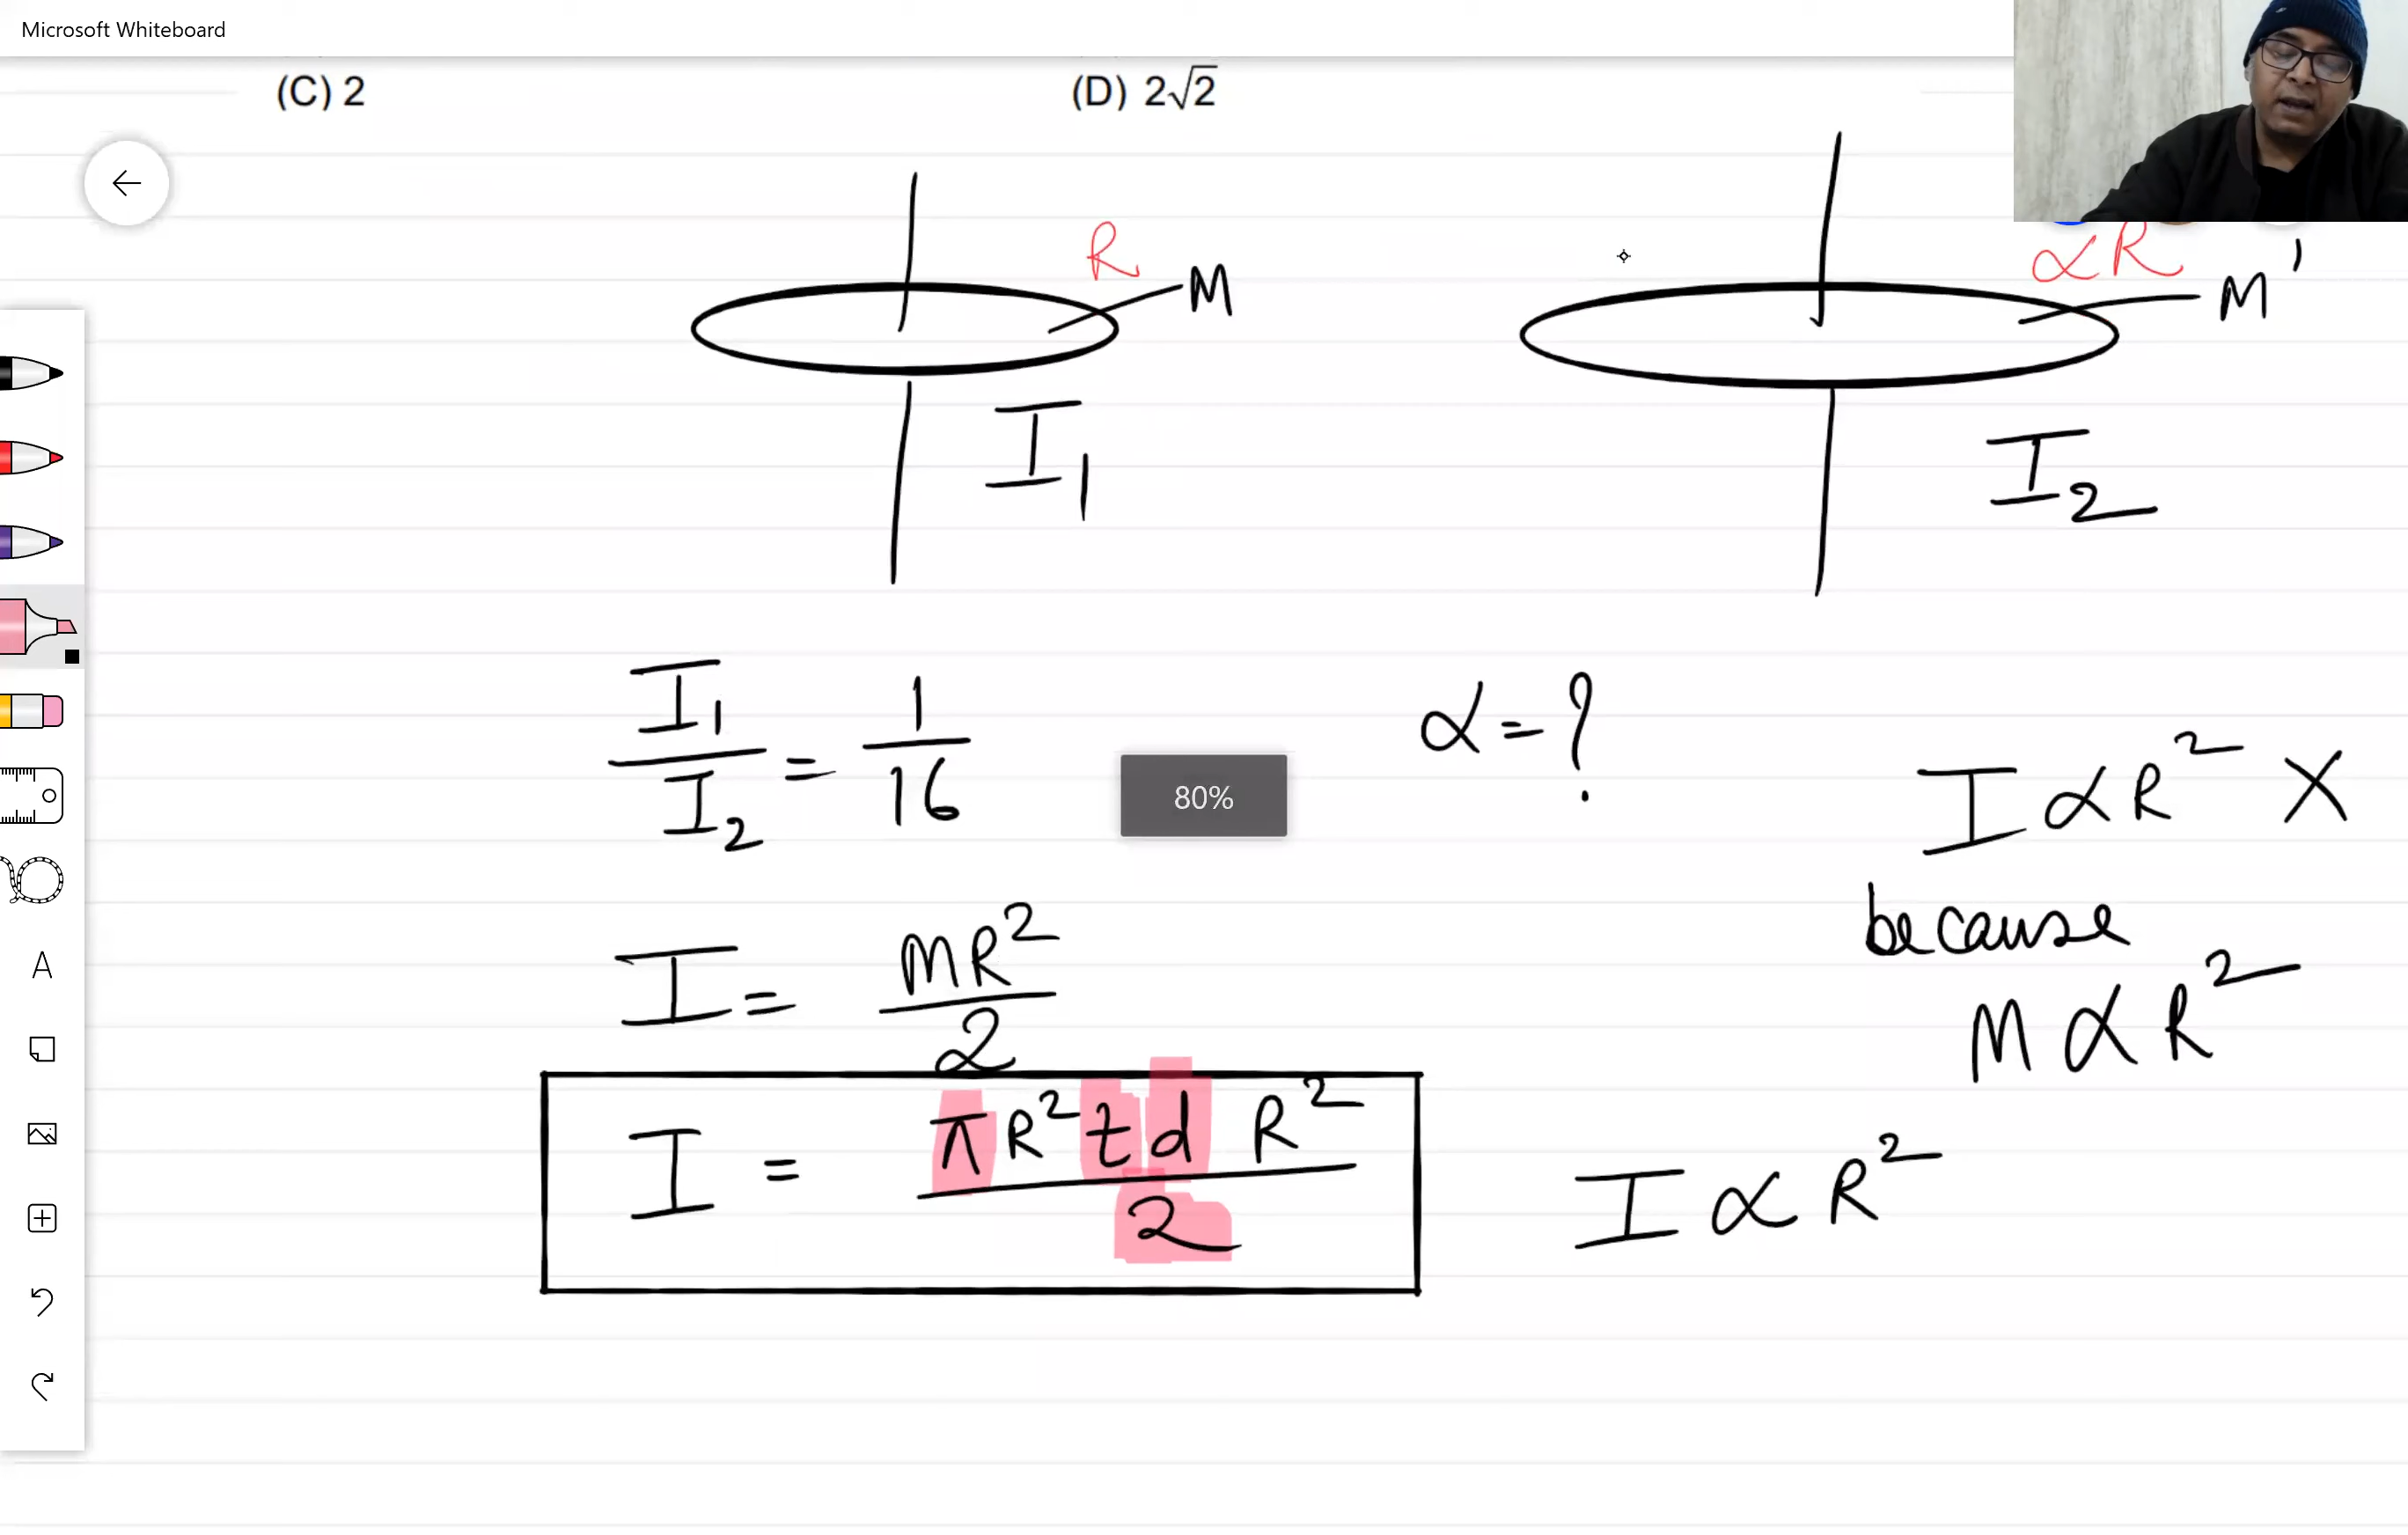 Microsoft Whiteboard
(C) 2 (D) 2√2
R M
αR M'
I₁
I₂
I₁/I₂ = 1/16
α = ?
80%
I ∝ R² X
because
M ∝ R²
I = MR²/2
I = πR² t d R²/2
I ∝ R²
A